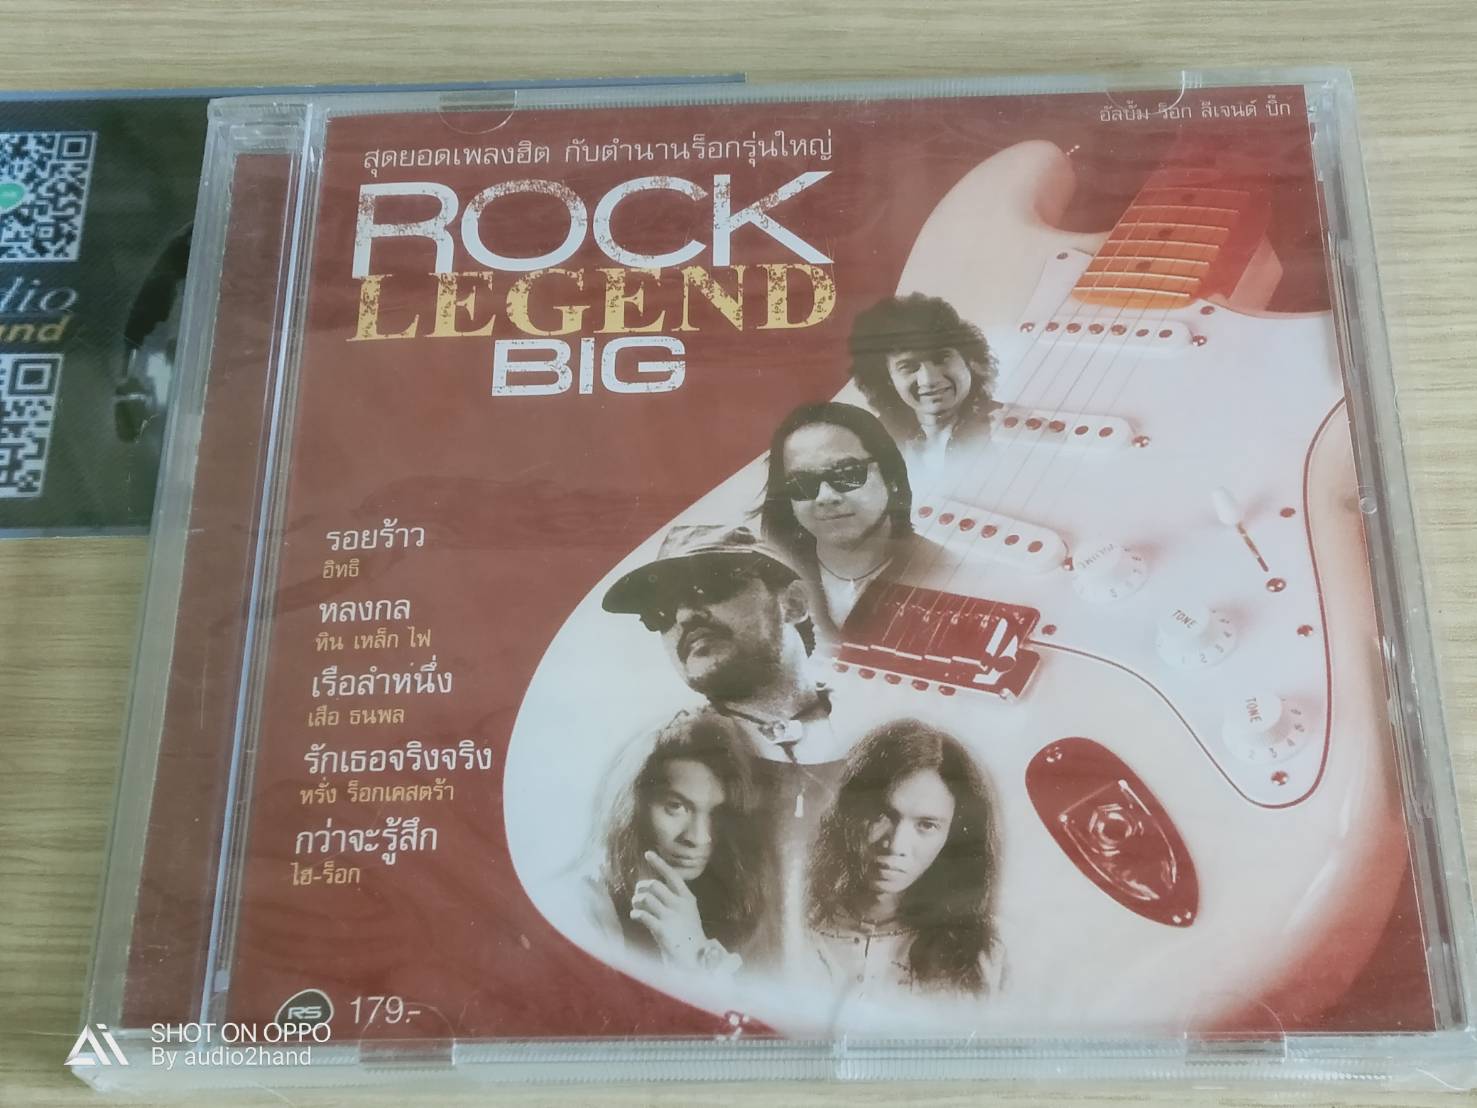 อัลบั้ม ร็อก ลีเจนด์ บิ๊ก
สุดยอดเพลงฮิต กับตำนานร็อกรุ่นใหญ่
ROCK
LEGEND
BIG
รอยร้าว
อิทธิ
หลงกล
หิน เหล็ก ไฟ
เรือลำหนึ่ง
เสือ ธนพล
รักเธอจริงจริง
หรั่ง ร็อกเคสตร้า
กว่าจะรู้สึก
ไฮ-ร็อก
RS 179.-
VOLUME
TONE
TONE
dio
and
SHOT ON OPPO
By audio2hand